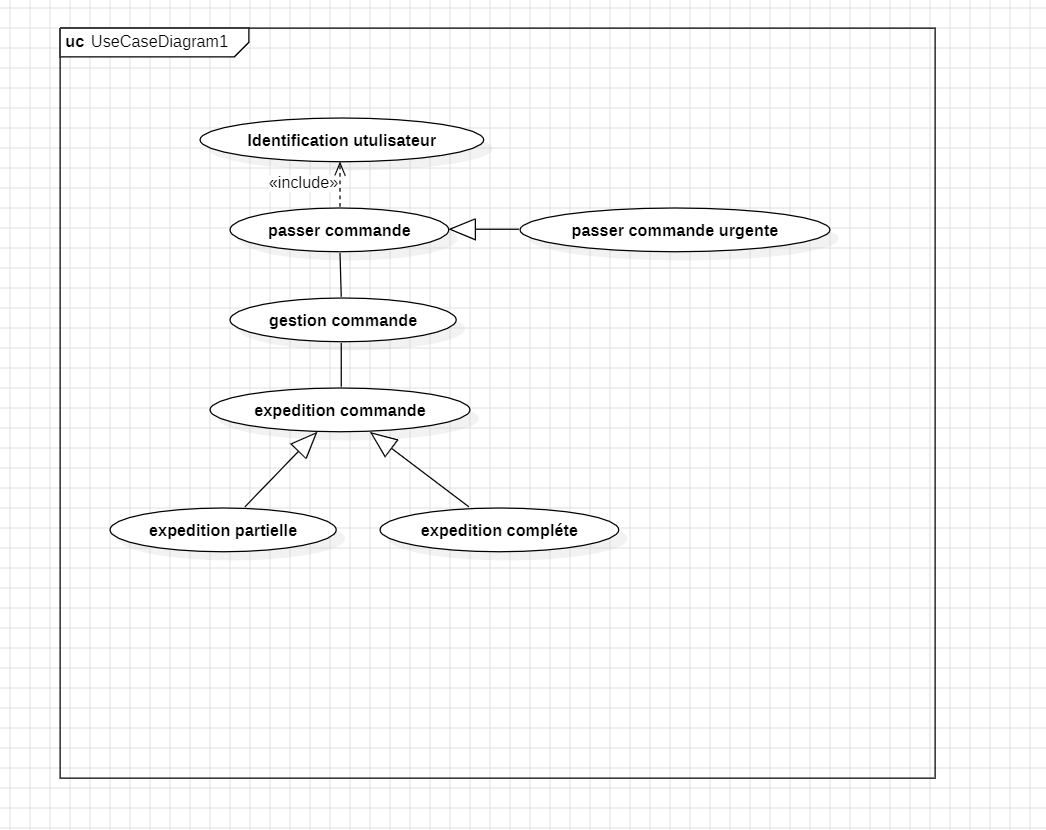 uc UseCaseDiagram1
Identification utulisateur
«include»
passer commande
passer commande urgente
gestion commande
expedition commande
expedition partielle
expedition compléte